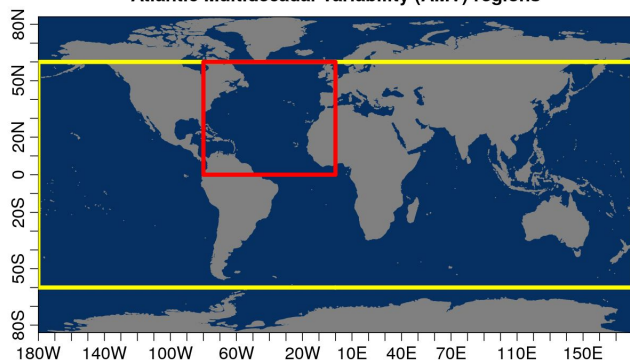 Atlantic Multidecadal Variability (AMV) regions
80N
50N
20N
0
20S
50S
80S
180W 140W 100W 60W 20W 10E 40E 70E 110E 150E